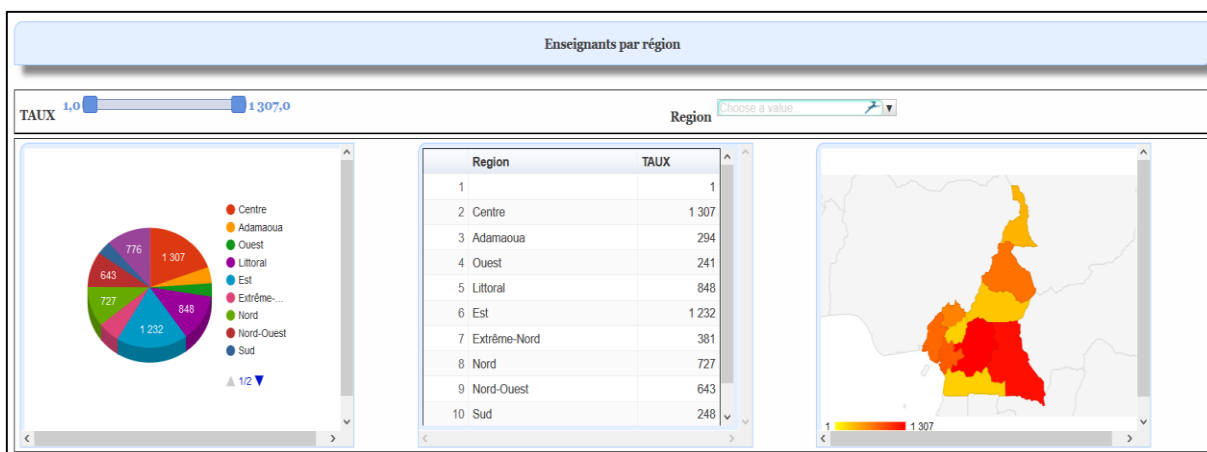 Enseignants par région
TAUX 1,0 1 307,0 Region Choose a value
Centre
Adamaoua
Ouest
Littoral
Est
Extrême-...
Nord
Nord-Ouest
Sud
1/2
776
1 307
643
727
848
1 232
Region TAUX
1 1
2 Centre 1 307
3 Adamaoua 294
4 Ouest 241
5 Littoral 848
6 Est 1 232
7 Extrême-Nord 381
8 Nord 727
9 Nord-Ouest 643
10 Sud 248
1 1 307